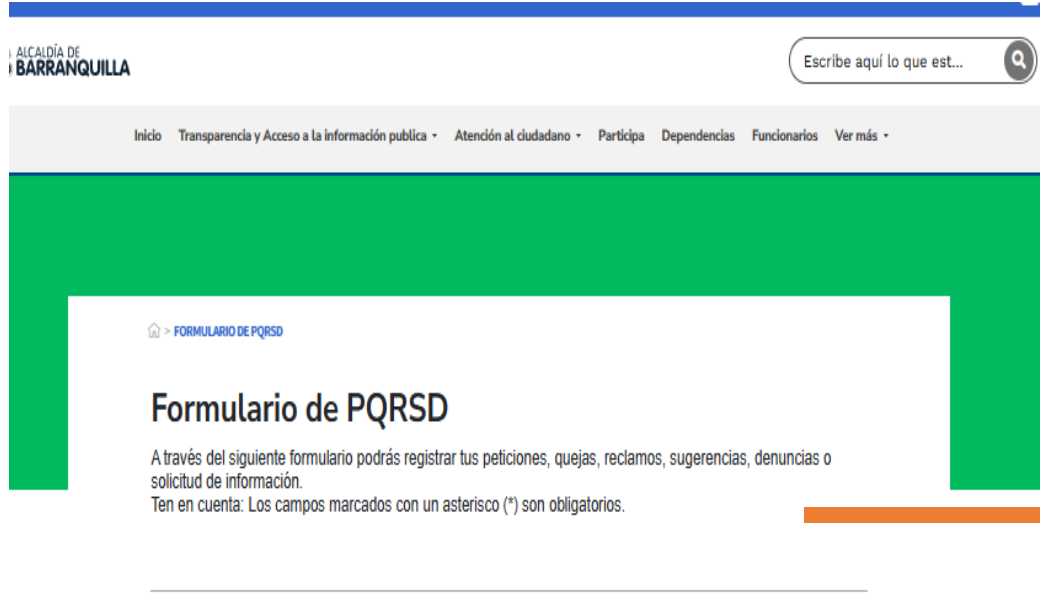 ALCALDÍA DE
BARRANQUILLA
Escribe aquí lo que est...
Inicio Transparencia y Acceso a la información publica Atención al ciudadano Participa Dependencias Funcionarios Ver más
> FORMULARIO DE PQRSD
Formulario de PQRSD
A través del siguiente formulario podrás registrar tus peticiones, quejas, reclamos, sugerencias, denuncias o
solicitud de información.
Ten en cuenta: Los campos marcados con un asterisco (*) son obligatorios.